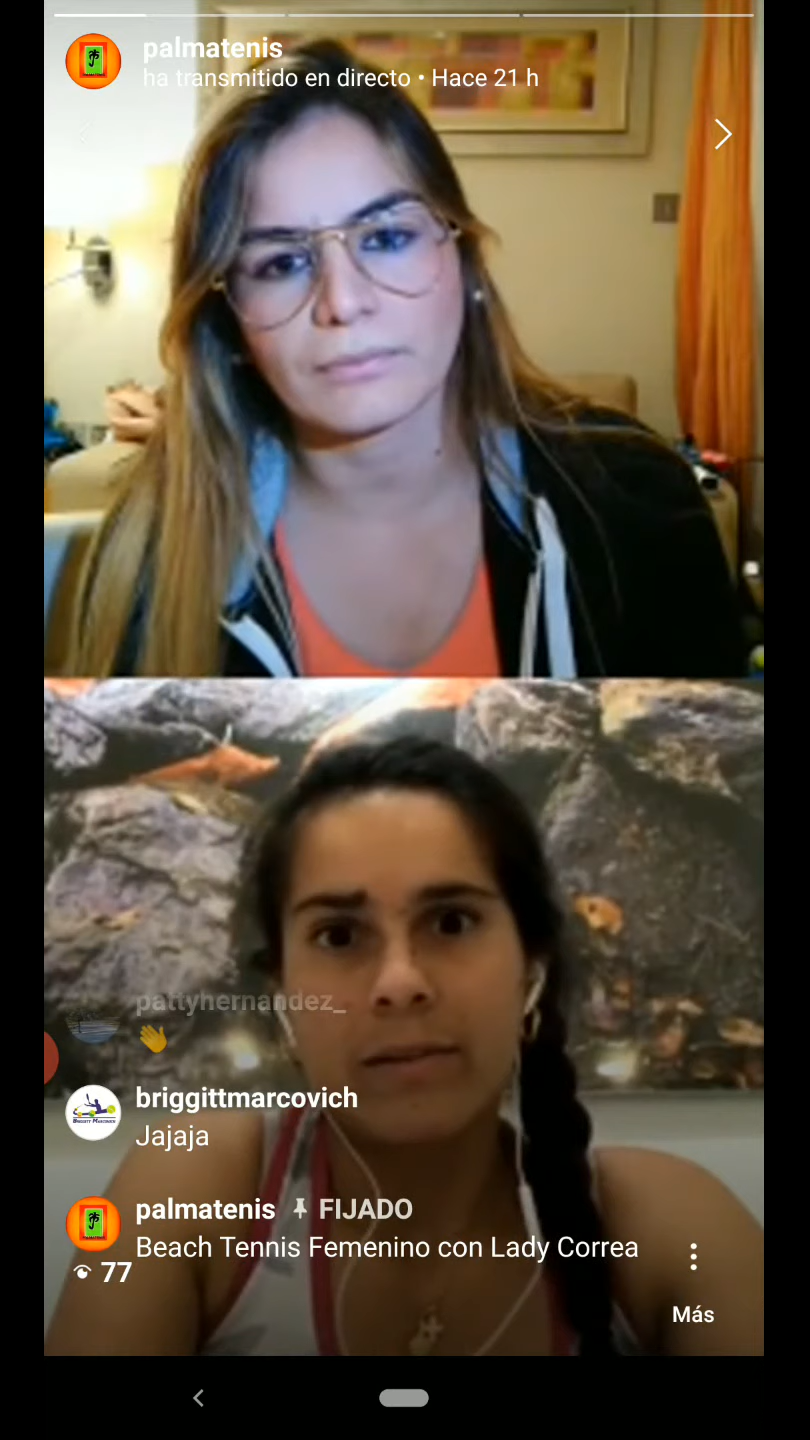 palmatenis
ha transmitido en directo • Hace 21 h
pattyhernandez_
👋
briggittmarcovich
Jajaja
palmatenis FIJADO
Beach Tennis Femenino con Lady Correa
77
Más